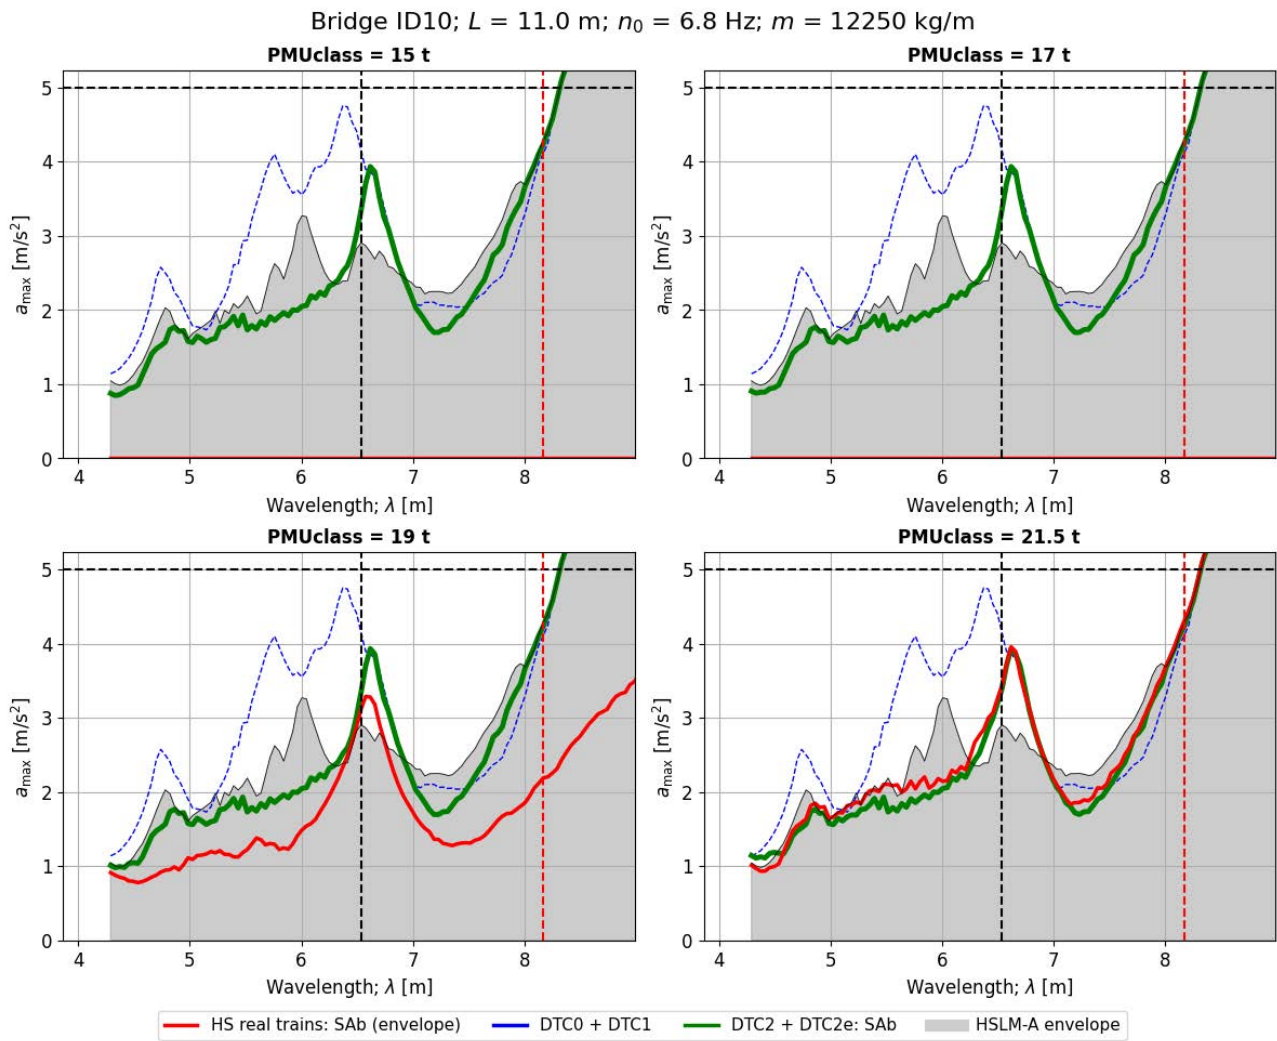 Bridge ID10; L = 11.0 m; n₀ = 6.8 Hz; m = 12250 kg/m
PMUclass = 15 t
5
4
3
2
1
0
a_max [m/s²]
4 5 6 7 8
Wavelength; λ [m]
PMUclass = 17 t
5
4
3
2
1
0
a_max [m/s²]
4 5 6 7 8
Wavelength; λ [m]
PMUclass = 19 t
5
4
3
2
1
0
a_max [m/s²]
4 5 6 7 8
Wavelength; λ [m]
PMUclass = 21.5 t
5
4
3
2
1
0
a_max [m/s²]
4 5 6 7 8
Wavelength; λ [m]
HS real trains: SAb (envelope) DTC0 + DTC1 DTC2 + DTC2e: SAb HSLM-A envelope